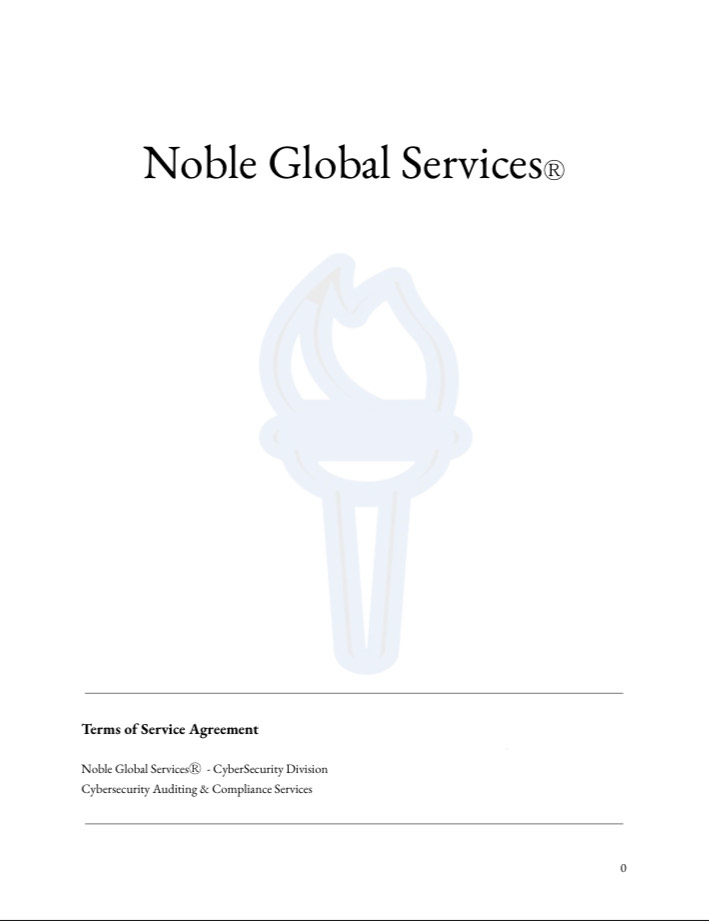 Noble Global Services®
Terms of Service Agreement
Noble Global Services® - CyberSecurity Division
Cybersecurity Auditing & Compliance Services
0